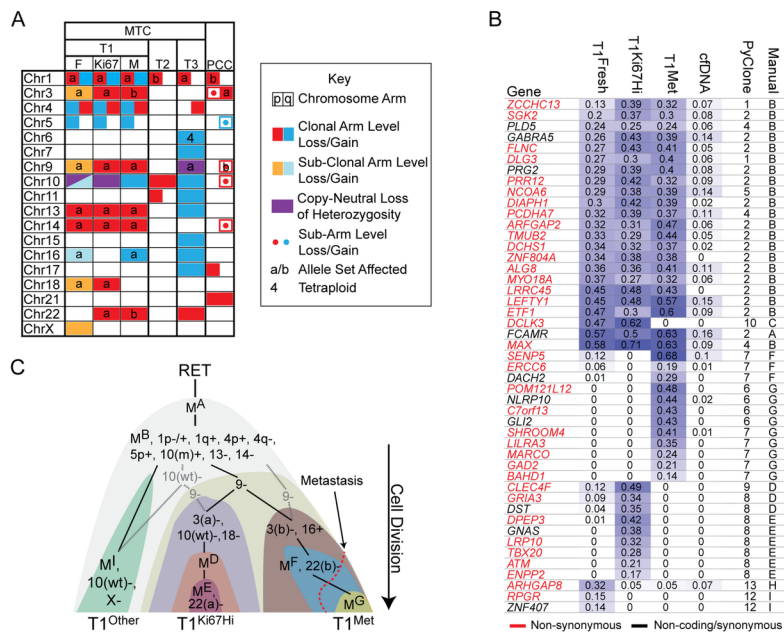 A
MTC
T1
F Ki67 M T2 T3 PCC
Chr1 a a a b a b
Chr3 a a b a
Chr4
Chr5
Chr6 4
Chr7
Chr9 a a a a b
Chr10
Chr11
Chr13 a a a
Chr14 a a a
Chr15
Chr16 a a
Chr17
Chr18 a a
Chr21
Chr22 a b
ChrX
Key
p q Chromosome Arm
Clonal Arm Level
Loss/Gain
Sub-Clonal Arm Level
Loss/Gain
Copy-Neutral Loss
of Heterozygosity
Sub-Arm Level
Loss/Gain
a/b Allele Set Affected
4 Tetraploid
B
Gene T1Fresh T1Ki67Hi T1Met cfDNA PyClone Manual
ZCCHC13 0.13 0.39 0.32 0.07 1 B
SGK2 0.2 0.37 0.3 0.08 2 B
PLD5 0.24 0.25 0.24 0.06 4 B
GABRA5 0.26 0.43 0.39 0.14 2 B
FLNC 0.27 0.43 0.41 0.05 2 B
DLG3 0.27 0.3 0.4 0.06 1 B
PRG2 0.29 0.39 0.4 0.08 2 B
PRR12 0.29 0.42 0.32 0.09 2 B
NCOA6 0.29 0.38 0.39 0.14 5 B
DIAPH1 0.3 0.42 0.39 0.02 2 B
PCDHA7 0.32 0.39 0.37 0.11 4 B
ARFGAP2 0.32 0.31 0.47 0.06 2 B
TMUB2 0.33 0.29 0.44 0.05 2 B
DCHS1 0.34 0.32 0.37 0.02 2 B
ZNF804A 0.34 0.38 0.38 0 2 B
ALG8 0.36 0.36 0.41 0.11 2 B
MYO18A 0.37 0.27 0.32 0.06 2 B
LRRC45 0.45 0.48 0.43 0 2 B
LEFTY1 0.45 0.48 0.57 0.15 2 B
ETF1 0.47 0.3 0.6 0.09 2 B
DCLK3 0.47 0.62 0 0 10 C
FCAMR 0.57 0.5 0.63 0.16 2 A
MAX 0.58 0.71 0.63 0.09 4 B
SENP5 0.12 0 0.68 0.1 7 F
ERCC6 0.06 0 0.19 0.01 7 F
DACH2 0.01 0 0.29 0 7 F
POM121L12 0 0 0.48 0 6 G
NLRP10 0 0 0.44 0.02 6 G
C7orf13 0 0 0.43 0 6 G
GLI2 0 0 0.43 0 6 G
SHROOM4 0 0 0.41 0.01 7 G
LILRA3 0 0 0.35 0 7 G
MARCO 0 0 0.24 0 7 G
GAD2 0 0 0.21 0 7 G
BAHD1 0 0 0.14 0 7 G
CLEC4F 0.12 0.49 0 0 9 D
GRIA3 0.09 0.34 0 0 8 D
DST 0.04 0.35 0 0 8 D
DPEP3 0.01 0.42 0 0 8 E
GNAS 0 0.38 0 0 8 E
LRP10 0 0.32 0 0 8 E
TBX20 0 0.28 0 0 8 E
ATM 0 0.21 0 0 8 E
ENPP2 0 0.17 0 0 8 E
ARHGAP8 0.32 0.05 0.05 0.07 13 H
RPGR 0.15 0 0 0 12 I
ZNF407 0.14 0 0 0 12 I
Non-synonymous Non-coding/synonymous
C
RET
MA
MB, 1p-/+, 1q+, 4p+, 4q-,
5p+, 10(m)+, 13-, 14-
10(wt)-
9- 9- 9-
Metastasis
3(a)-,
10(wt)-,18-
3(b)-, 16+
MD
MF, 22(b)-
MI,
10(wt)-,
X-
ME,
22(a)-
MG
T1Other T1Ki67Hi T1Met
Cell Division